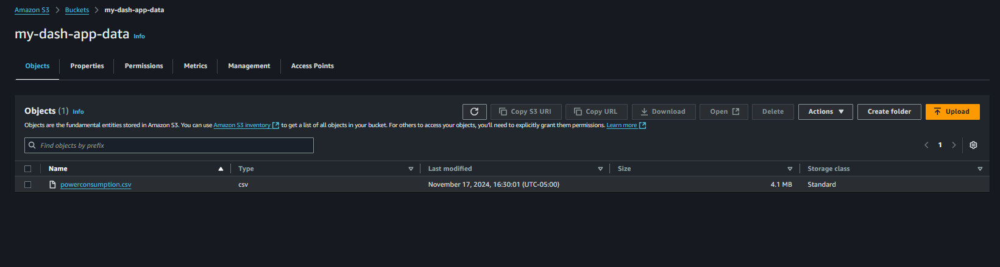 Amazon S3 > Buckets > my-dash-app-data
my-dash-app-data Info
Objects Properties Permissions Metrics Management Access Points
Objects (1) Info Copy S3 URI Copy URL Download Open Delete Actions Create folder Upload
Objects are the fundamental entities stored in Amazon S3. You can use Amazon S3 inventory to get a list of all objects in your bucket. For others to access your objects, you'll need to explicitly grant them permissions. Learn more
Find objects by prefix < 1 >
Name Type Last modified Size Storage class
powerconsumption.csv csv November 17, 2024, 16:30:01 (UTC-05:00) 4.1 MB Standard